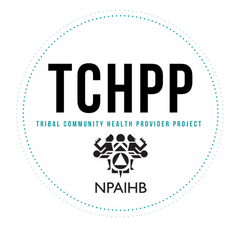 TCHPP
TRIBAL COMMUNITY HEALTH PROVIDER PROJECT
NPAIHB